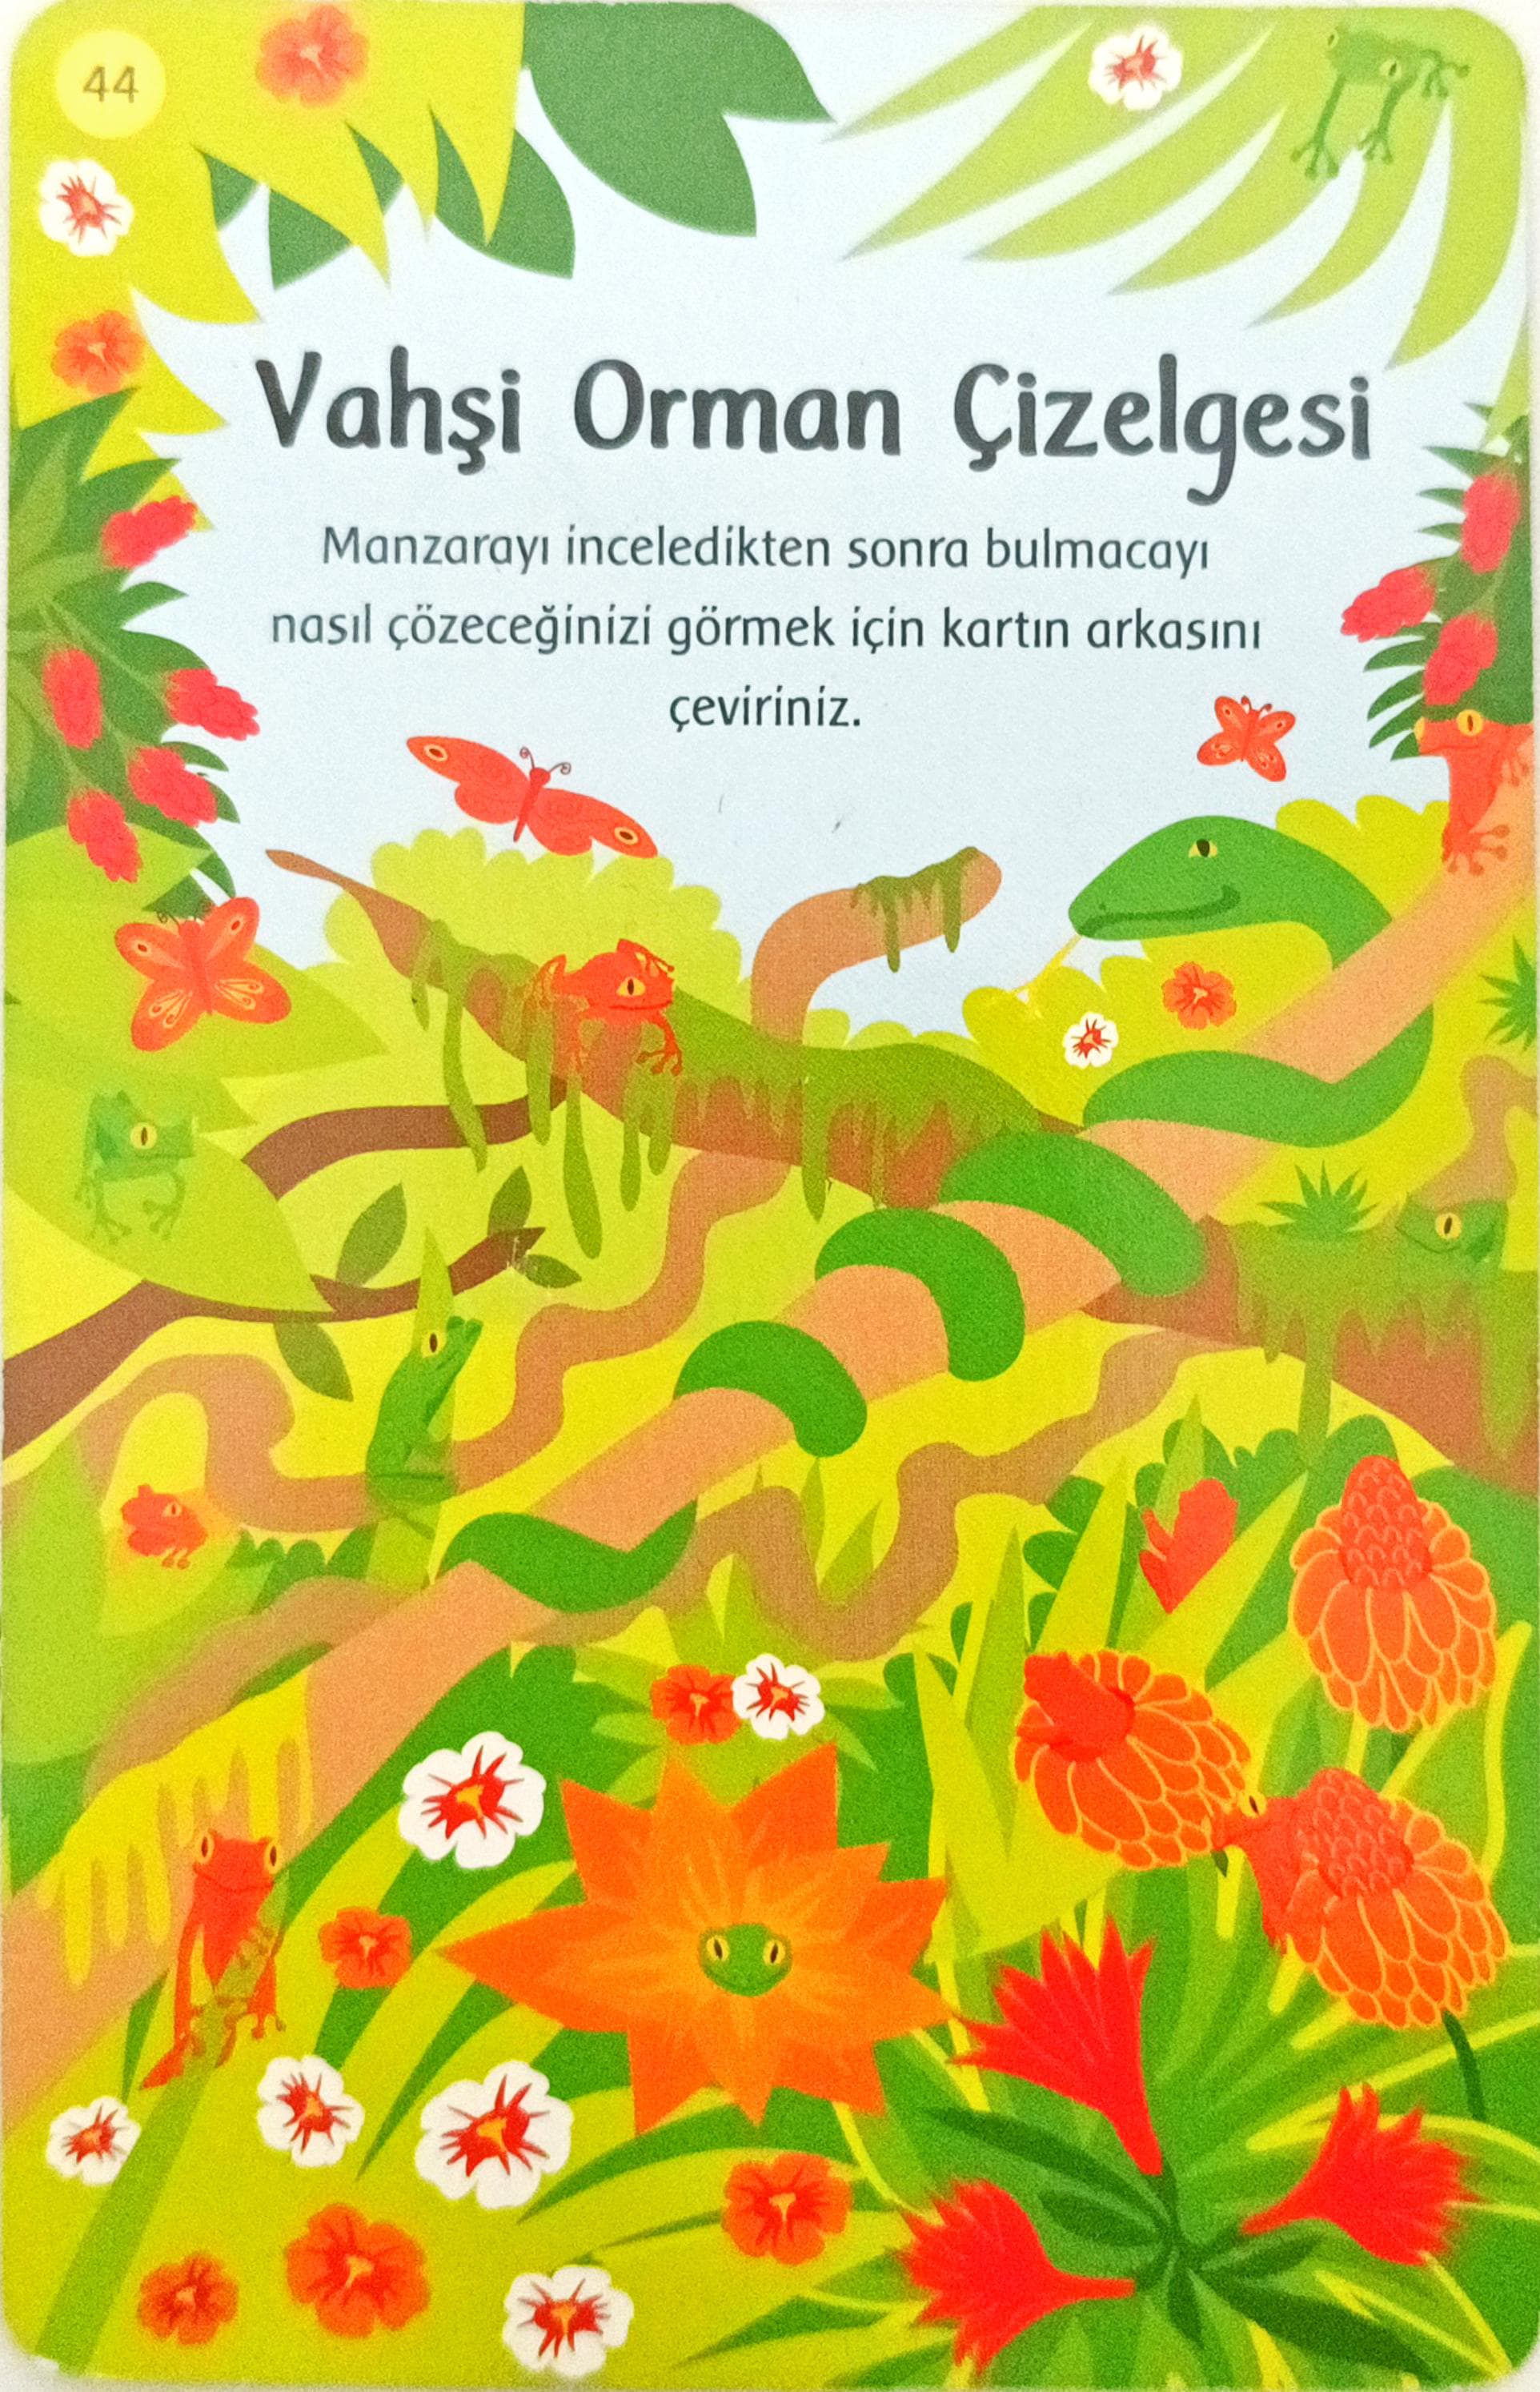 44
Vahşi Orman Çizelgesi
Manzarayı inceledikten sonra bulmacayı
nasıl çözeceğinizi görmek için kartın arkasını
çeviriniz.